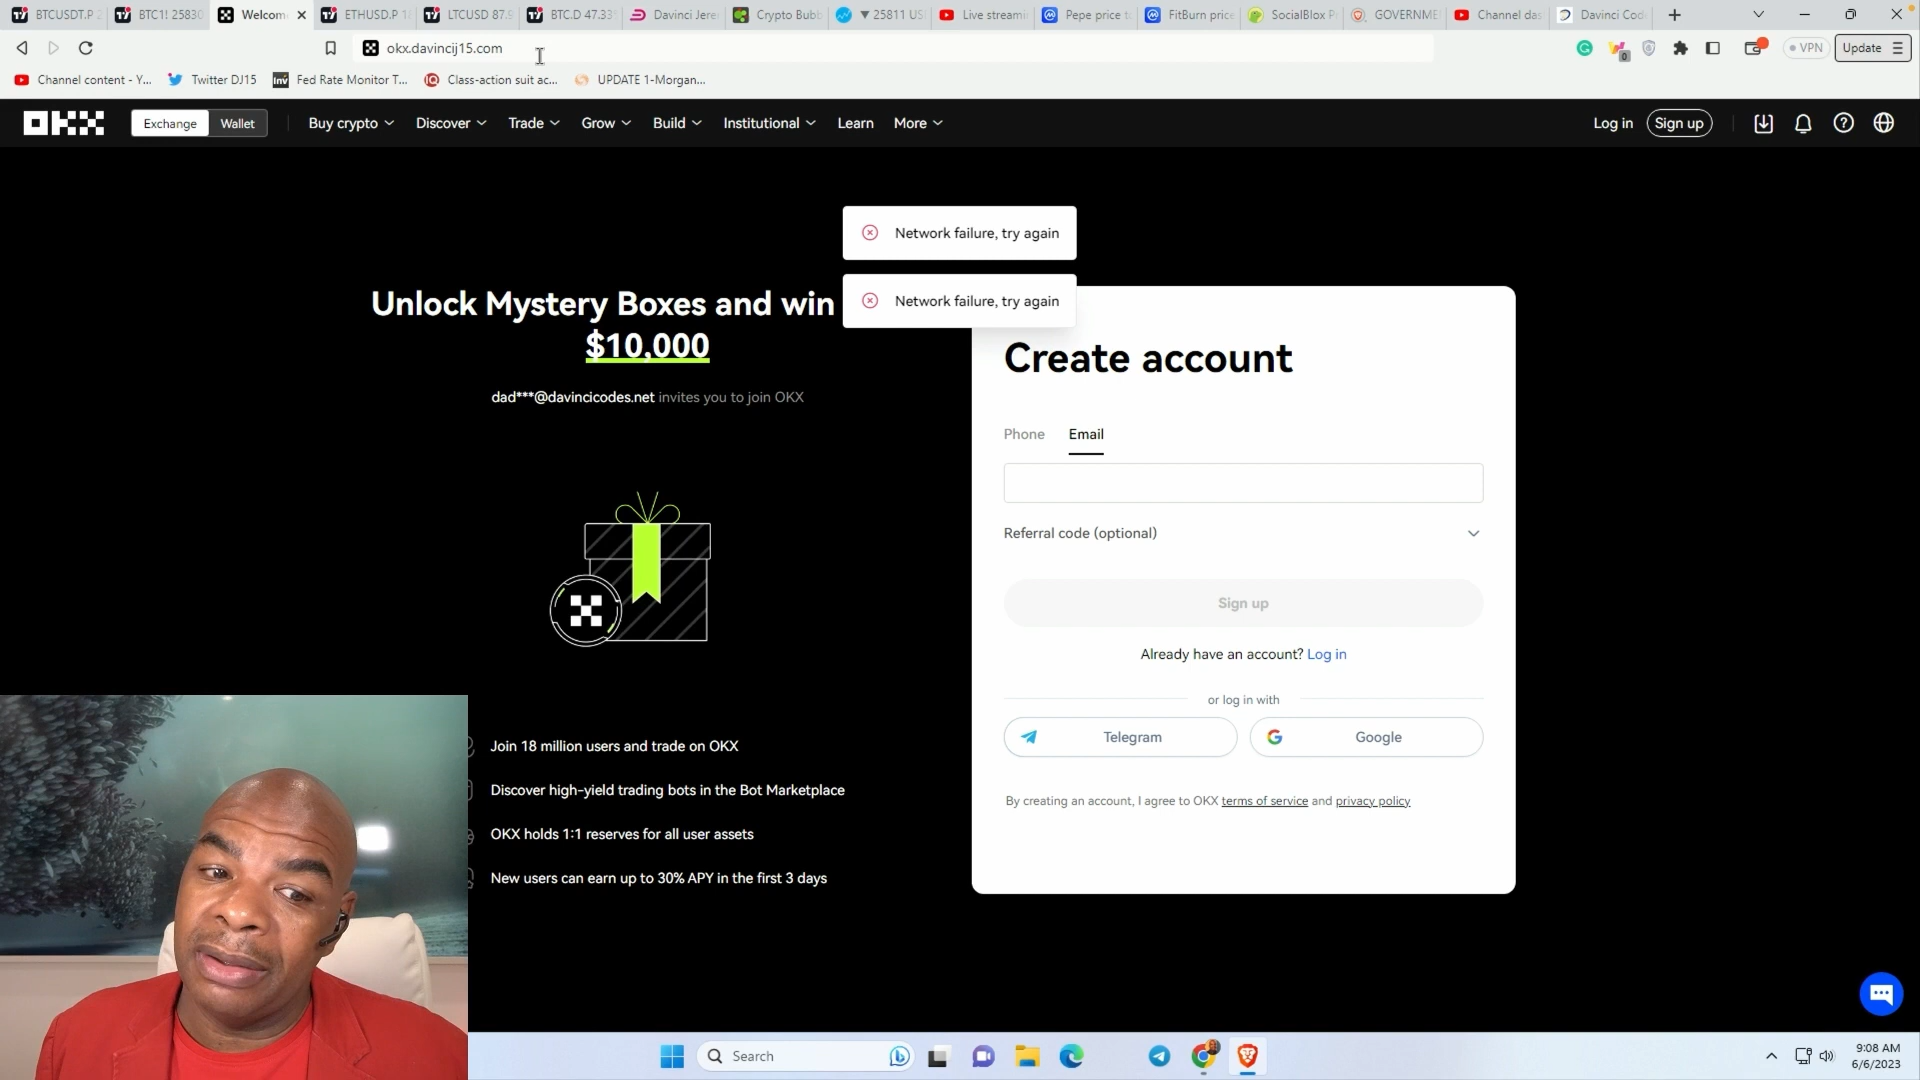 BTCUSDT.P 2
BTC1! 25830
Welcome
ETHUSD.P 1
LTCUSD 87.9
BTC.D 47.33
Davinci Jere
Crypto Bubb
▼ 25811 US
Live streami
Pepe price t
FitBurn price
SocialBlox P
GOVERNME
Channel das
Davinci Cod
okx.davincij15.com
VPN
Update
Channel content - Y...
Twitter DJ15
Fed Rate Monitor T...
Class-action suit ac...
UPDATE 1-Morgan...
OKX
Exchange
Wallet
Buy crypto
Discover
Trade
Grow
Build
Institutional
Learn
More
Log in
Sign up
Network failure, try again
Network failure, try again
Unlock Mystery Boxes and win
$10,000
dad***@davincicodes.net invites you to join OKX
Join 18 million users and trade on OKX
Discover high-yield trading bots in the Bot Marketplace
OKX holds 1:1 reserves for all user assets
New users can earn up to 30% APY in the first 3 days
Create account
Phone
Email
Referral code (optional)
Sign up
Already have an account? Log in
or log in with
Telegram
Google
By creating an account, I agree to OKX terms of service and privacy policy
Search
9:08 AM
6/6/2023